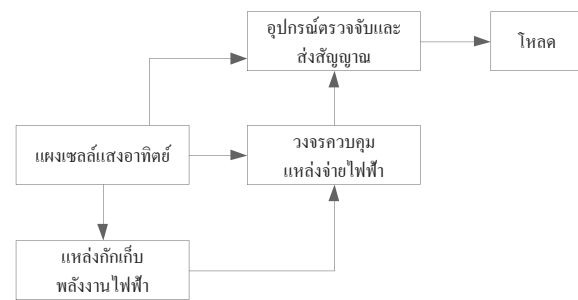 อุปกรณ์ตรวจจับและ
ส่งสัญญาณ
โหลด
แผงเซลล์แสงอาทิตย์
วงจรควบคุม
แหล่งจ่ายไฟฟ้า
แหล่งกักเก็บ
พลังงานไฟฟ้า